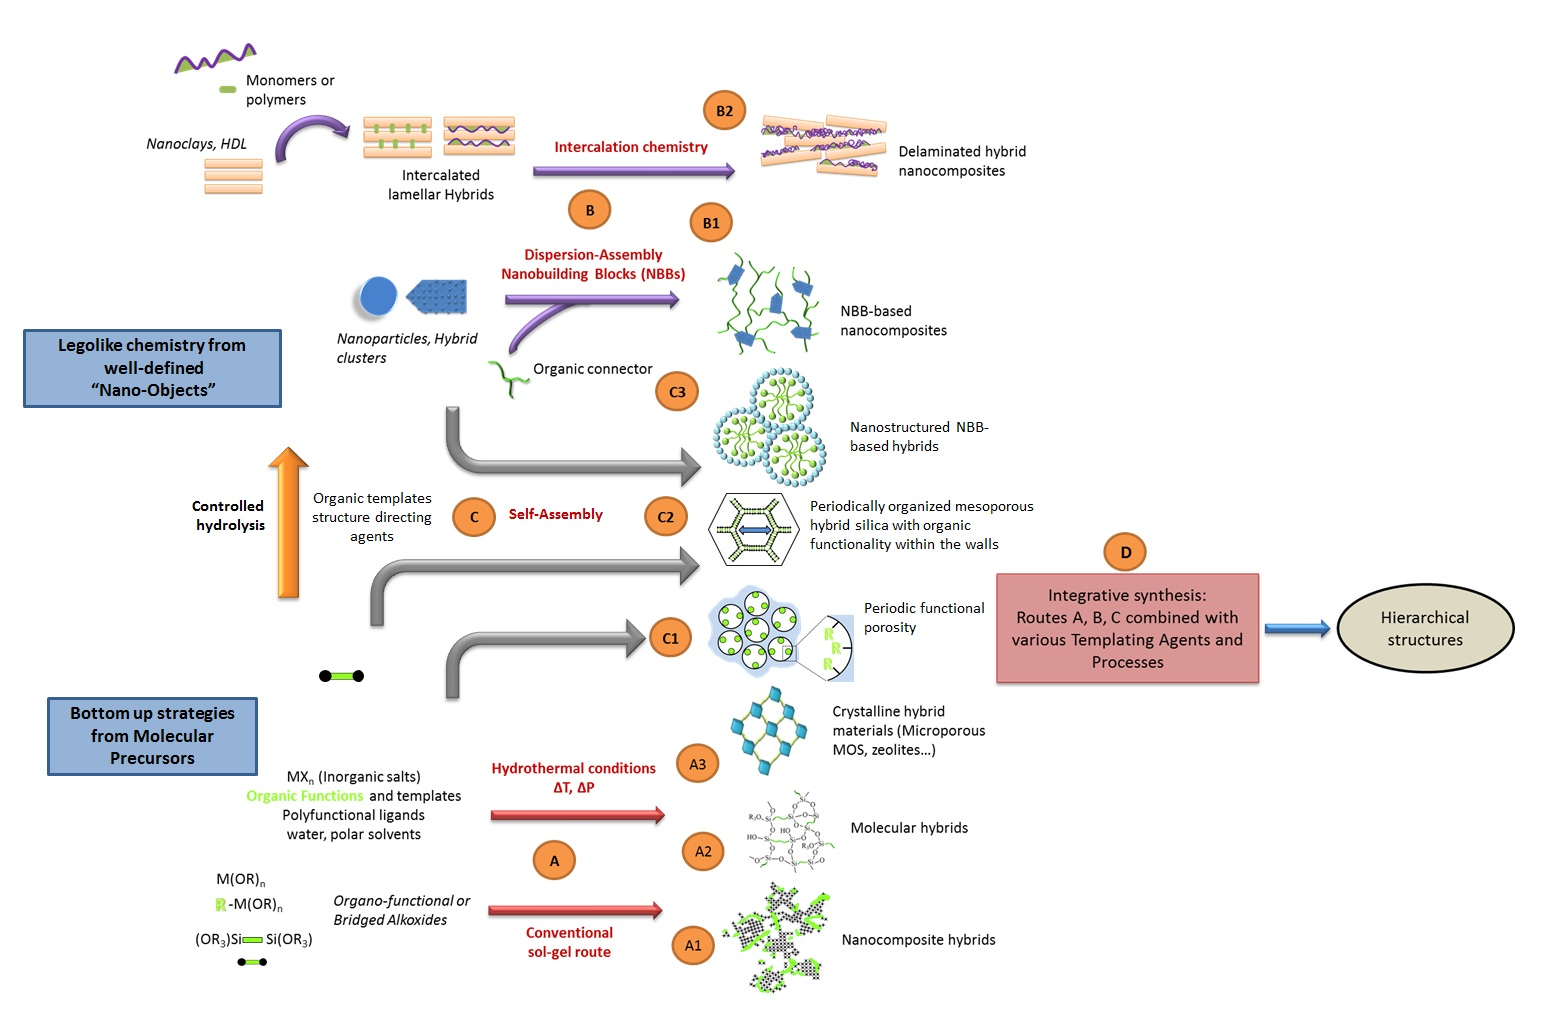 Monomers or
polymers
Nanoclays, HDL
Intercalated
lamellar Hybrids
Intercalation chemistry
B2
Delaminated hybrid
nanocomposites
B
B1
Dispersion-Assembly
Nanobuilding Blocks (NBBs)
Nanoparticles, Hybrid
clusters
Organic connector
NBB-based
nanocomposites
Legolike chemistry from
well-defined
“Nano-Objects”
C3
Nanostructured NBB-
based hybrids
Controlled
hydrolysis
Organic templates
structure directing
agents
C
Self-Assembly
C2
Periodically organized mesoporous
hybrid silica with organic
functionality within the walls
D
Integrative synthesis:
Routes A, B, C combined with
various Templating Agents and
Processes
Hierarchical
structures
C1
R
R
R
Periodic functional
porosity
Bottom up strategies
from Molecular
Precursors
MXn (Inorganic salts)
Organic Functions and templates
Polyfunctional ligands
water, polar solvents
Hydrothermal conditions
ΔT, ΔP
A3
Crystalline hybrid
materials (Microporous
MOS, zeolites...)
A
A2
Molecular hybrids
M(OR)n
R-M(OR)n
(OR3)Si Si(OR3)
Organo-functional or
Bridged Alkoxides
Conventional
sol-gel route
A1
Nanocomposite hybrids